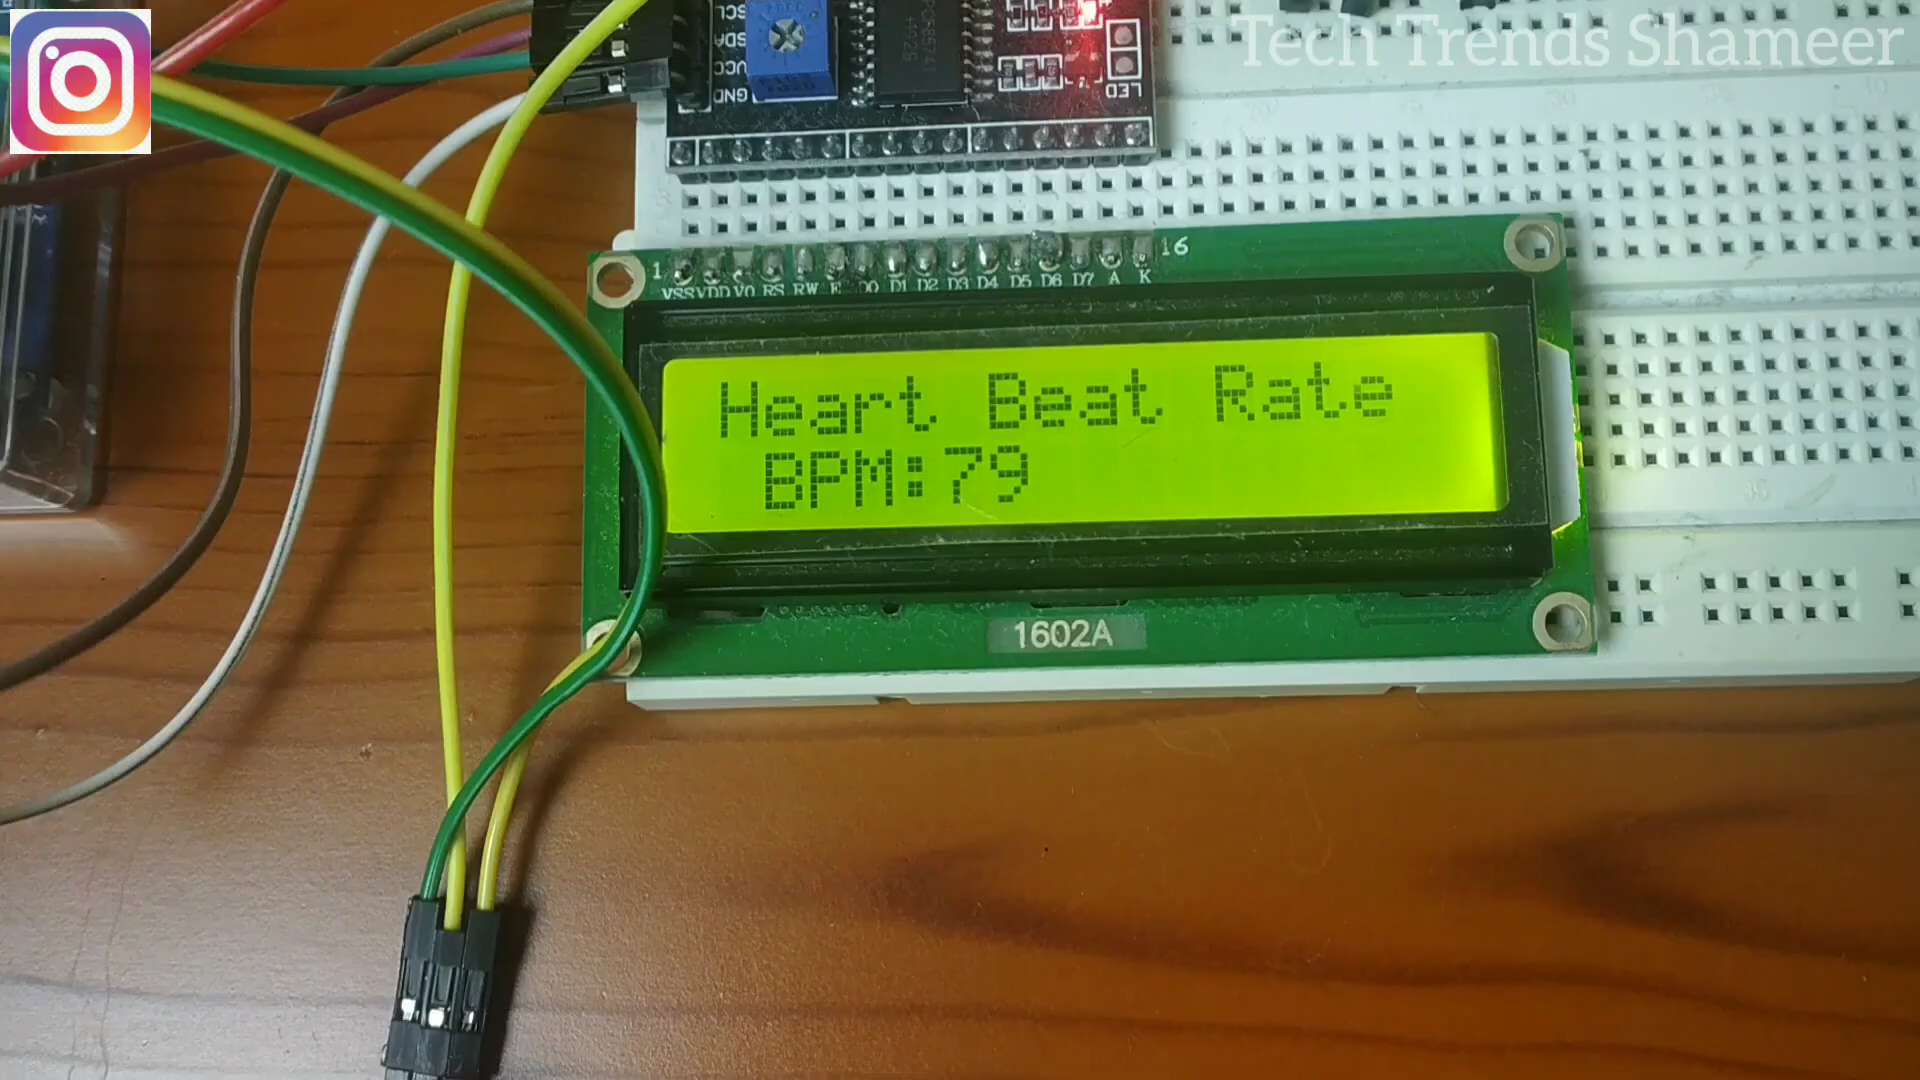 Tech Trends Shameer
SCL
SDA
VCC
GND
LED
1 16
VSS VDD V0 RS RW E D0 D1 D2 D3 D4 D5 D6 D7 A K
Heart Beat Rate
BPM:79
1602A